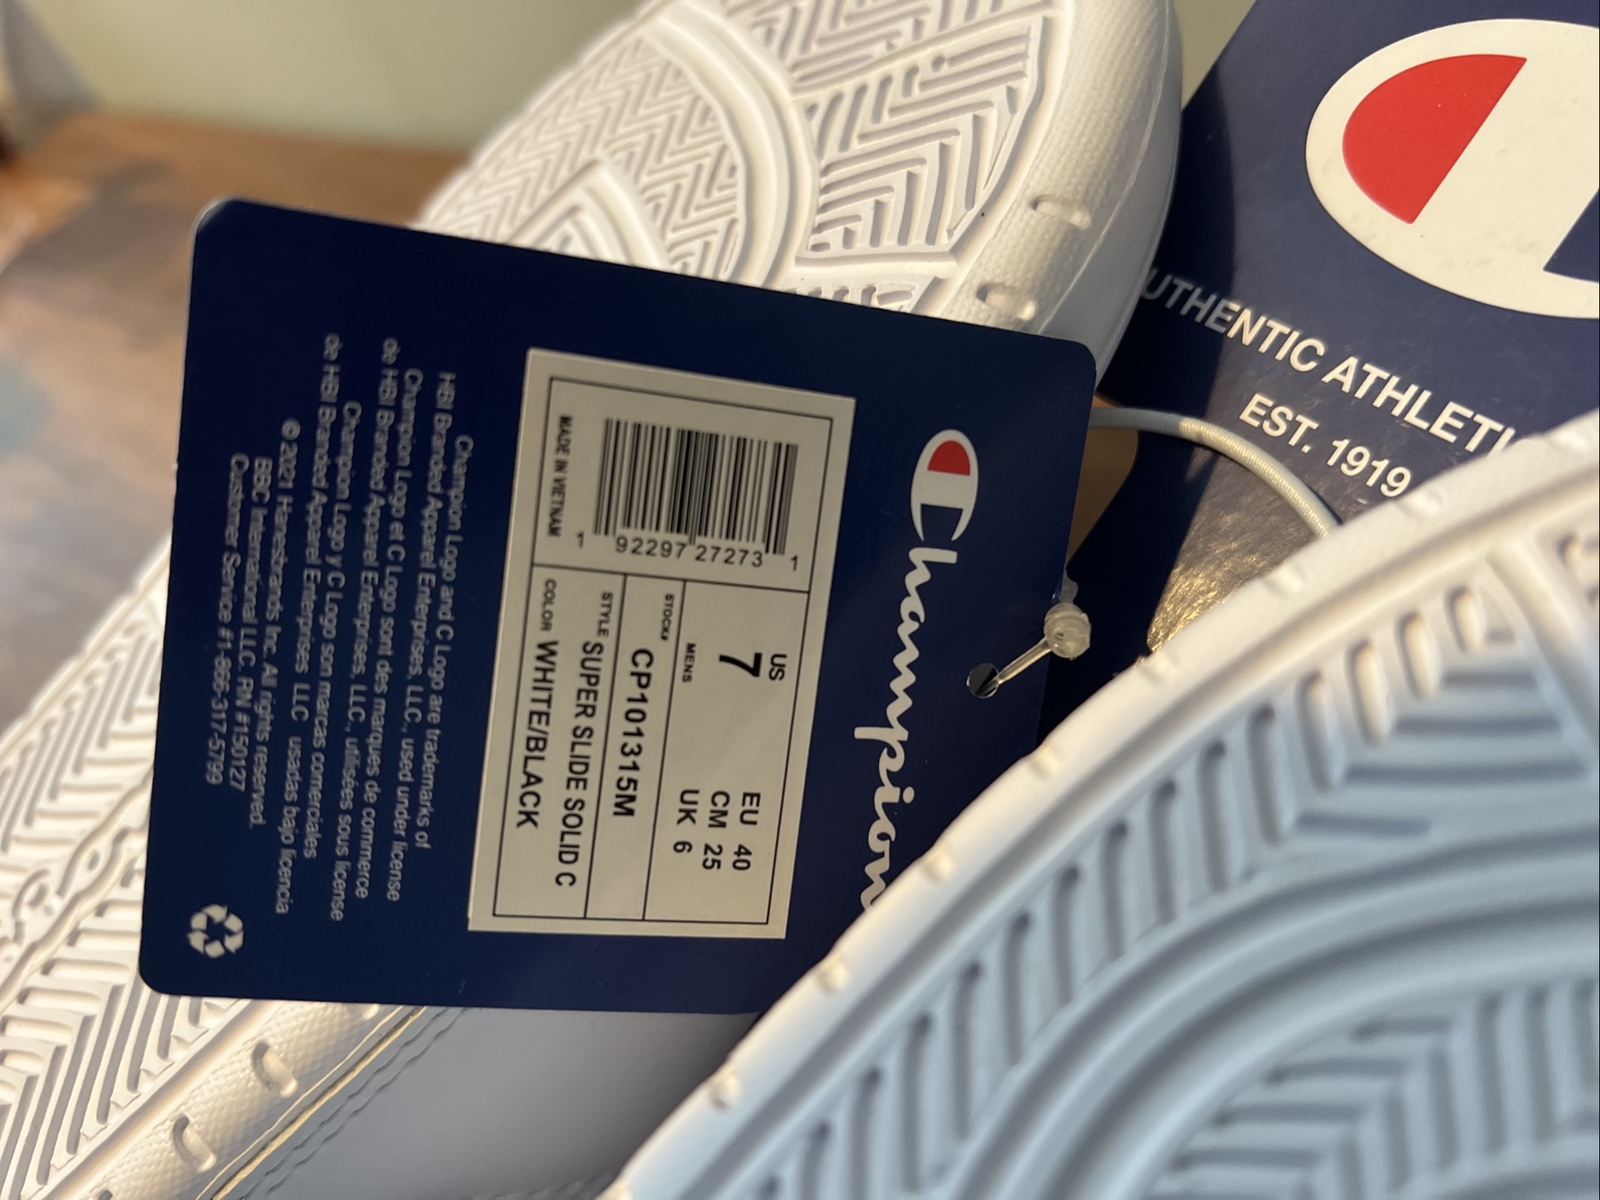 Champion
US
7
MENS
EU 40
CM 25
UK 6
STOCK#
CP101315M
STYLE SUPER SLIDE SOLID C
COLOR WHITE/BLACK
1 92297 27273 1
MADE IN VIETNAM
Champion Logo and C Logo are trademarks of
HBI Branded Apparel Enterprises, LLC., used under license
Champion Logo et C Logo sont des marques de commerce
de HBI Branded Apparel Enterprises, LLC., utilisées sous license
Champion Logo y C Logo son marcas comerciales
de HBI Branded Apparel Enterprises LLC usadas bajo licencia
© 2021 Hanesbrands Inc. All rights reserved.
BBC International LLC. RN #150127
Customer Service #1-866-317-5799
UTHENTIC ATHLETI
EST. 1919